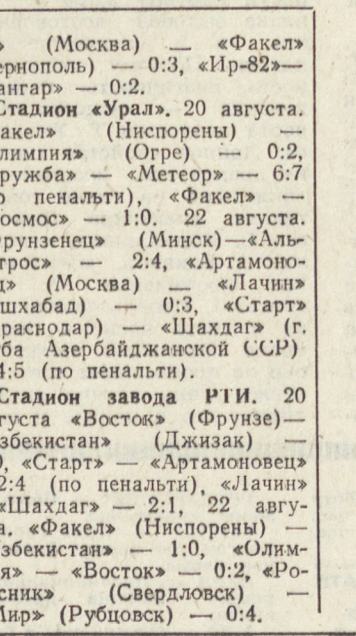 » (Москва) — «Факел»
ернополь) — 0:3, «Ир-82»—
ангар» — 0:2.
Стадион «Урал». 20 августа.
акел» (Ниспорены)
лимпия» (Огре) — 0:2,
ружба» — «Метеор» — 6:7
о пенальти), «Факел» —
осмос» — 1:0. 22 августа.
рунзенец» (Минск)—«Аль-
трос» — 2:4, «Артамоно-
ц» (Москва) — «Лачин»
шхабад) — 0:3, «Старт»
раснодар) — «Шахдаг» (г.
ба Азербайджанской ССР)
4:5 (по пенальти).
Стадион завода РТИ. 20
густа «Восток» (Фрунзе)—
збекистан» (Джизак)
), «Старт» — «Артамоновец»
2:4 (по пенальти), «Лачин»
«Шахдаг» — 2:1, 22 авгу-
а. «Факел» (Ниспорены) —
збекистан» — 1:0, «Олим-
я» — «Восток» — 0:2, «Ро-
сник» (Свердловск) —
Мир» (Рубцовск) — 0:4.